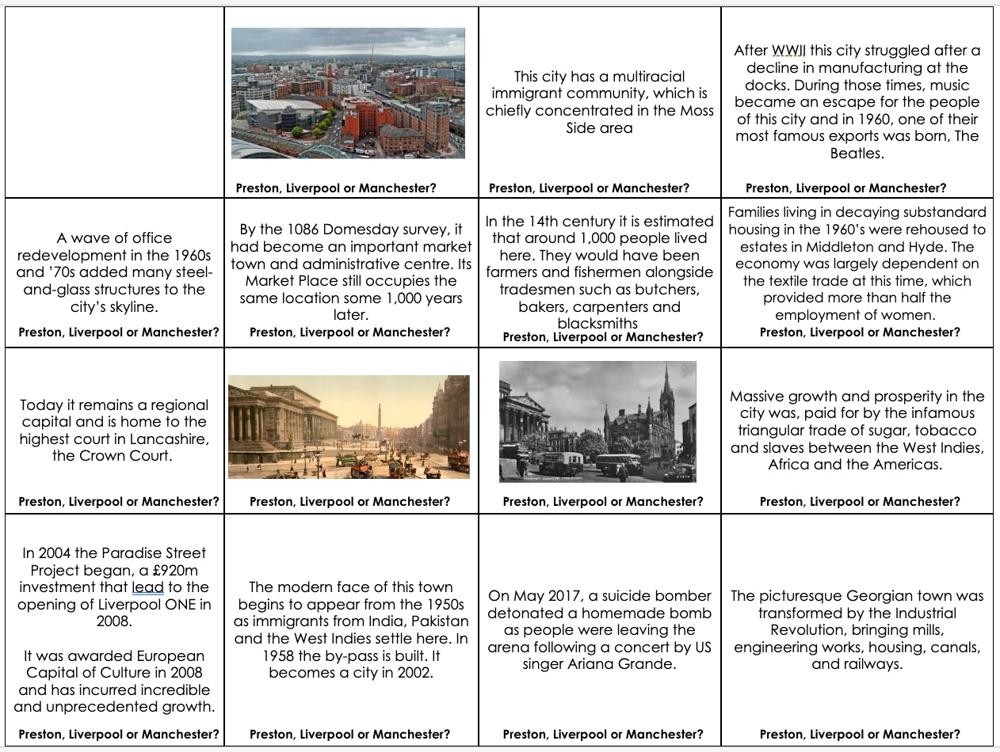 This city has a multiracial
immigrant community, which is
chiefly concentrated in the Moss
Side area
After WWII this city struggled after a
decline in manufacturing at the
docks. During those times, music
became an escape for the people
of this city and in 1960, one of their
most famous exports was born, The
Beatles.
Preston, Liverpool or Manchester?
Preston, Liverpool or Manchester?
Preston, Liverpool or Manchester?
A wave of office
redevelopment in the 1960s
and ’70s added many steel-
and-glass structures to the
city’s skyline.
Preston, Liverpool or Manchester?
By the 1086 Domesday survey, it
had become an important market
town and administrative centre. Its
Market Place still occupies the
same location some 1,000 years
later.
Preston, Liverpool or Manchester?
In the 14th century it is estimated
that around 1,000 people lived
here. They would have been
farmers and fishermen alongside
tradesmen such as butchers,
bakers, carpenters and
blacksmiths
Preston, Liverpool or Manchester?
Families living in decaying substandard
housing in the 1960’s were rehoused to
estates in Middleton and Hyde. The
economy was largely dependent on
the textile trade at this time, which
provided more than half the
employment of women.
Preston, Liverpool or Manchester?
Today it remains a regional
capital and is home to the
highest court in Lancashire,
the Crown Court.
Preston, Liverpool or Manchester?
Preston, Liverpool or Manchester?
Preston, Liverpool or Manchester?
Massive growth and prosperity in the
city was, paid for by the infamous
triangular trade of sugar, tobacco
and slaves between the West Indies,
Africa and the Americas.
Preston, Liverpool or Manchester?
In 2004 the Paradise Street
Project began, a £920m
investment that lead to the
opening of Liverpool ONE in
2008.
It was awarded European
Capital of Culture in 2008
and has incurred incredible
and unprecedented growth.
Preston, Liverpool or Manchester?
The modern face of this town
begins to appear from the 1950s
as immigrants from India, Pakistan
and the West Indies settle here. In
1958 the by-pass is built. It
becomes a city in 2002.
Preston, Liverpool or Manchester?
On May 2017, a suicide bomber
detonated a homemade bomb
as people were leaving the
arena following a concert by US
singer Ariana Grande.
Preston, Liverpool or Manchester?
The picturesque Georgian town was
transformed by the Industrial
Revolution, bringing mills,
engineering works, housing, canals,
and railways.
Preston, Liverpool or Manchester?